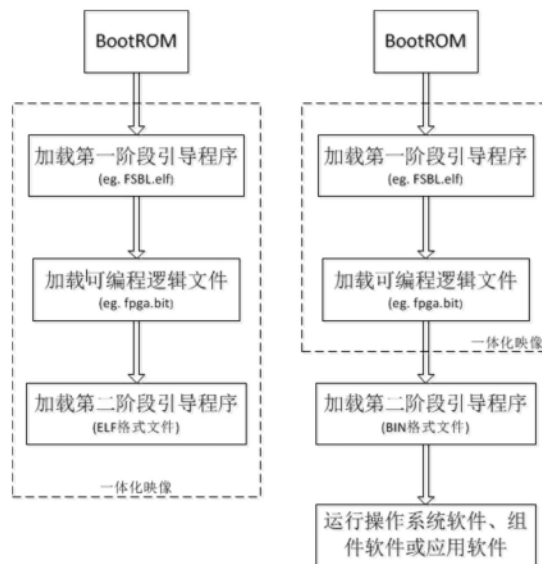 BootROM
加载第一阶段引导程序
(eg. FSBL.elf)
加载可编程逻辑文件
(eg. fpga.bit)
加载第二阶段引导程序
(ELF格式文件)
一体化映像
BootROM
加载第一阶段引导程序
(eg. FSBL.elf)
加载可编程逻辑文件
(eg. fpga.bit)
一体化映像
加载第二阶段引导程序
(BIN格式文件)
运行操作系统软件、组
件软件或应用软件